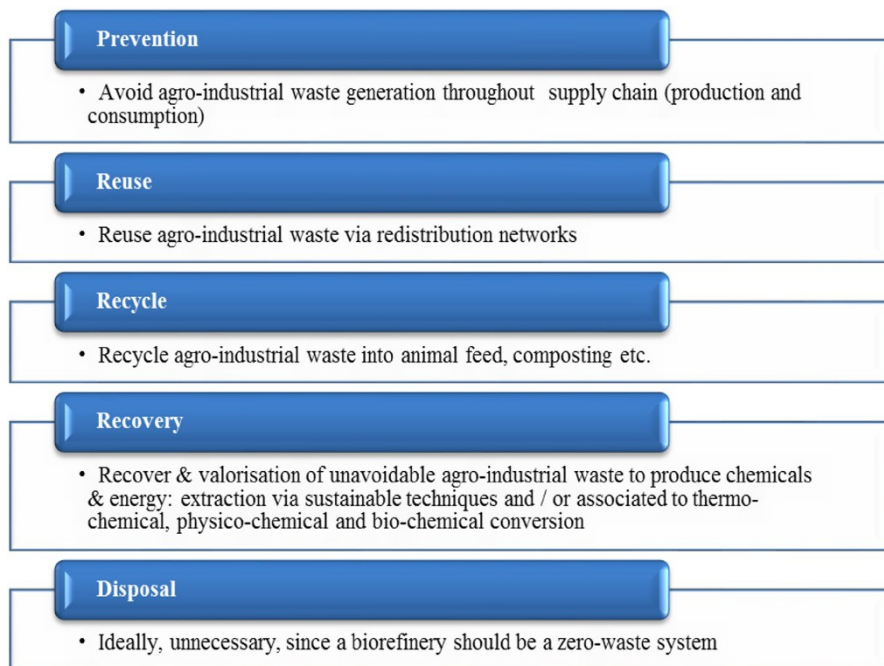 Prevention
• Avoid agro-industrial waste generation throughout supply chain (production and
consumption)
Reuse
• Reuse agro-industrial waste via redistribution networks
Recycle
• Recycle agro-industrial waste into animal feed, composting etc.
Recovery
• Recover & valorisation of unavoidable agro-industrial waste to produce chemicals
& energy: extraction via sustainable techniques and / or associated to thermo-
chemical, physico-chemical and bio-chemical conversion
Disposal
• Ideally, unnecessary, since a biorefinery should be a zero-waste system